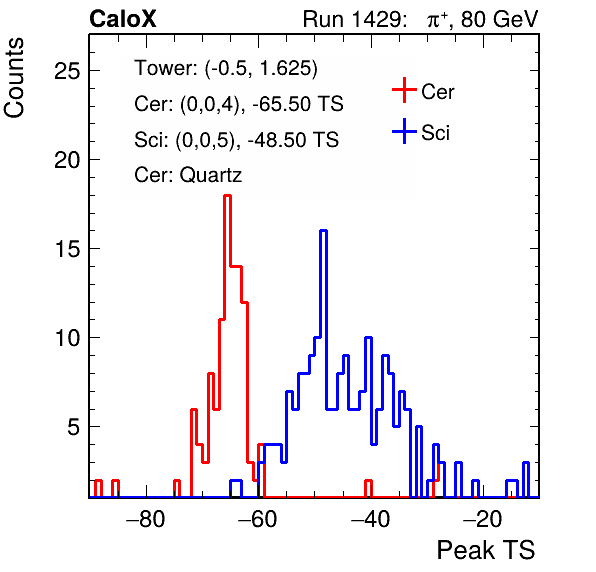 CaloX Run 1429: π⁺, 80 GeV
Counts
Tower: (-0.5, 1.625)
Cer: (0,0,4), -65.50 TS
Sci: (0,0,5), -48.50 TS
Cer: Quartz
Cer
Sci
25
20
15
10
5
−80 −60 −40 −20
Peak TS